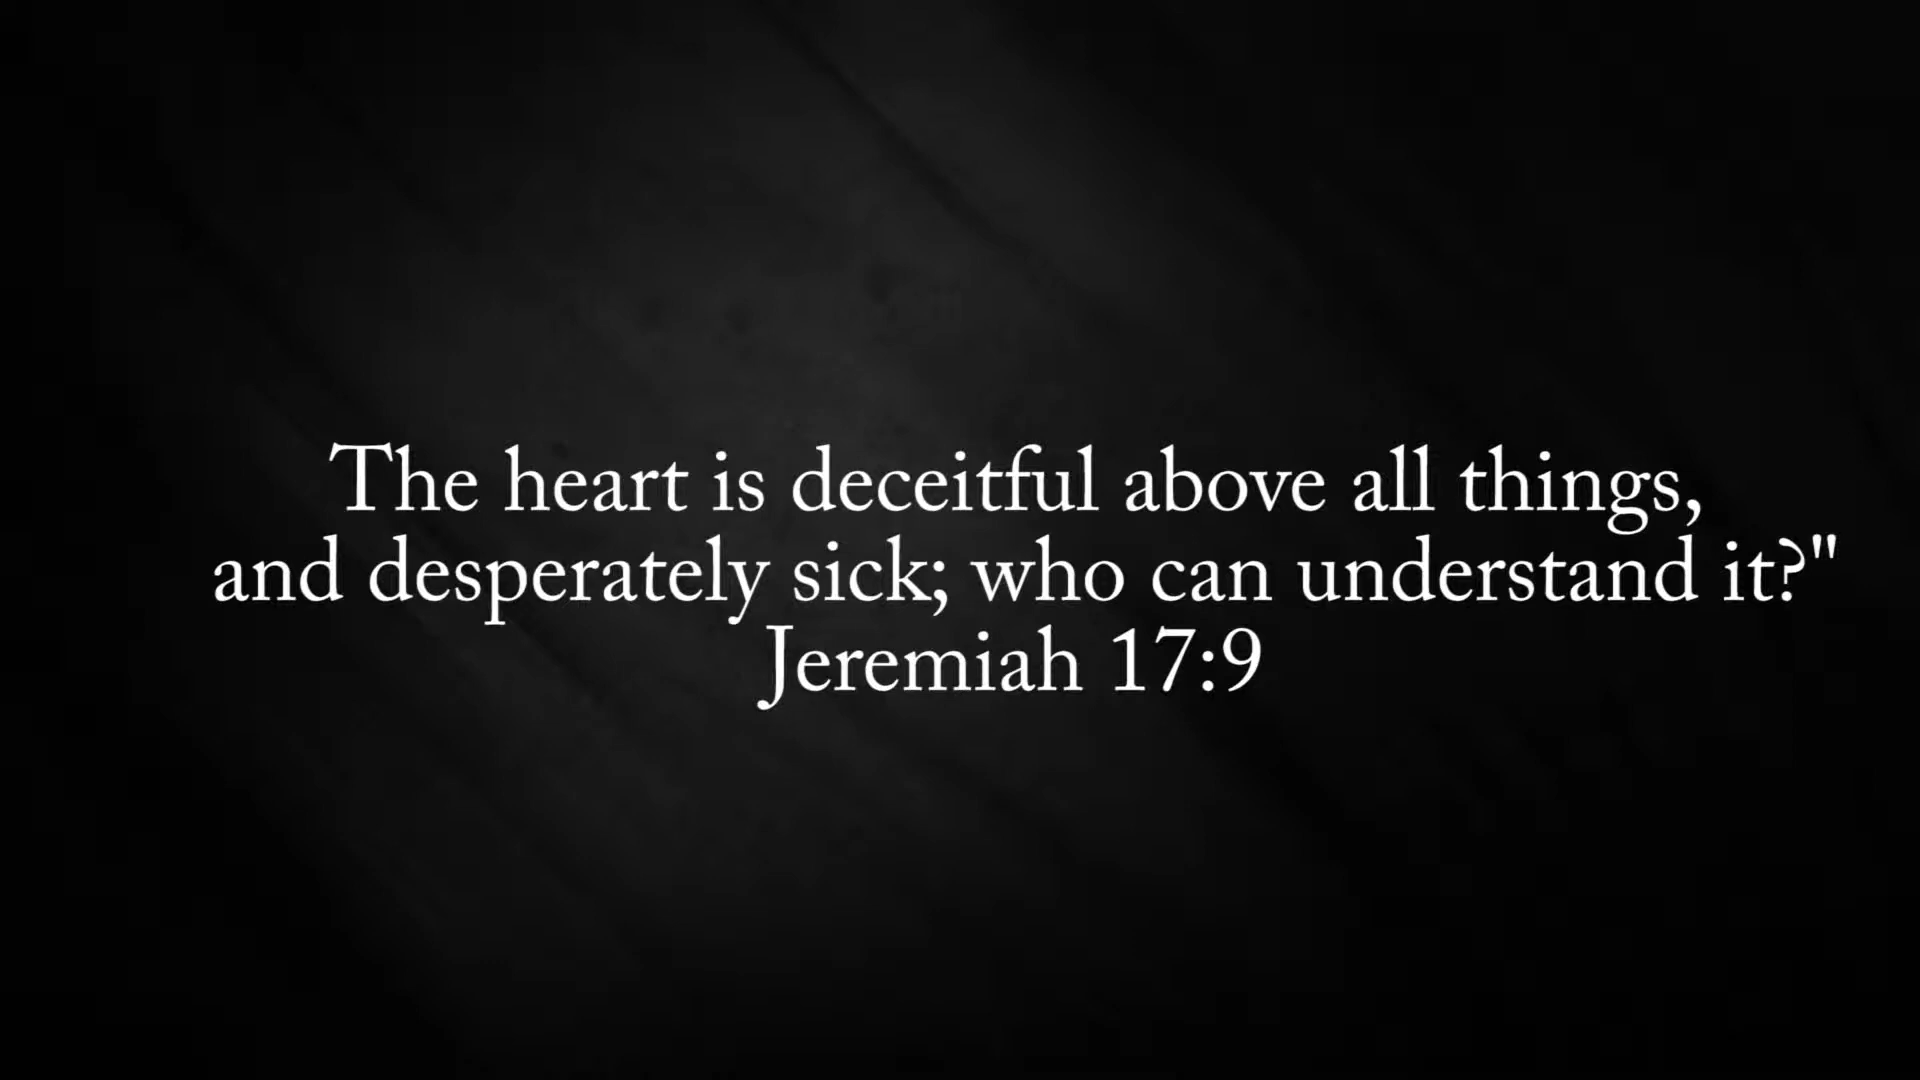 The heart is deceitful above all things,
and desperately sick; who can understand it?"
Jeremiah 17:9